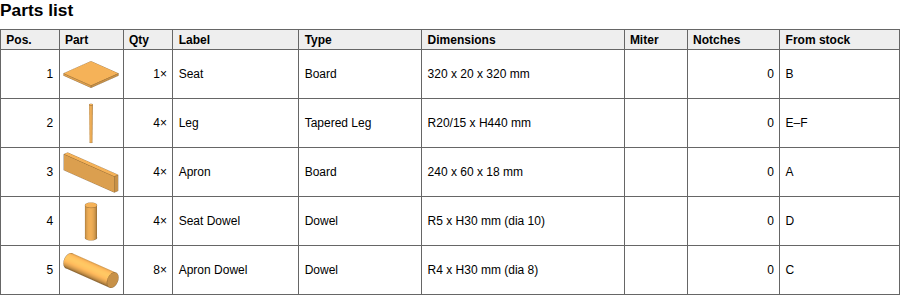 Parts list
Pos. Part Qty Label Type Dimensions Miter Notches From stock
1 1× Seat Board 320 x 20 x 320 mm 0 B
2 4× Leg Tapered Leg R20/15 x H440 mm 0 E–F
3 4× Apron Board 240 x 60 x 18 mm 0 A
4 4× Seat Dowel Dowel R5 x H30 mm (dia 10) 0 D
5 8× Apron Dowel Dowel R4 x H30 mm (dia 8) 0 C